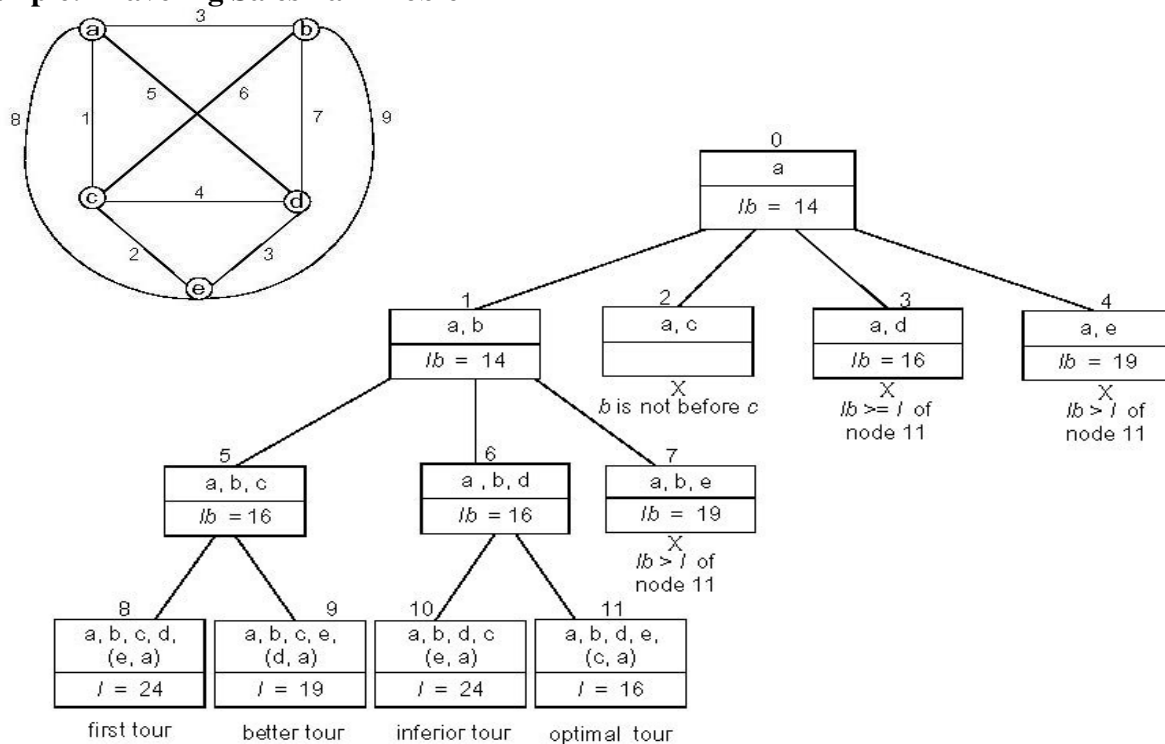 3
a
b
5
6
8
1
7
9
c
4
d
2
3
e
0
a
lb = 14
1
a, b
lb = 14
2
a, c
X
b is not before c
3
a, d
lb = 16
X
lb >= l of
node 11
4
a, e
lb = 19
X
lb > l of
node 11
5
a, b, c
lb = 16
6
a , b, d
lb = 16
7
a, b, e
lb = 19
X
lb > l of
node 11
8
a, b, c, d,
(e, a)
l = 24
first tour
9
a, b, c, e,
(d, a)
l = 19
better tour
10
a, b, d, c
(e, a)
l = 24
inferior tour
11
a, b, d, e,
(c, a)
l = 16
optimal tour